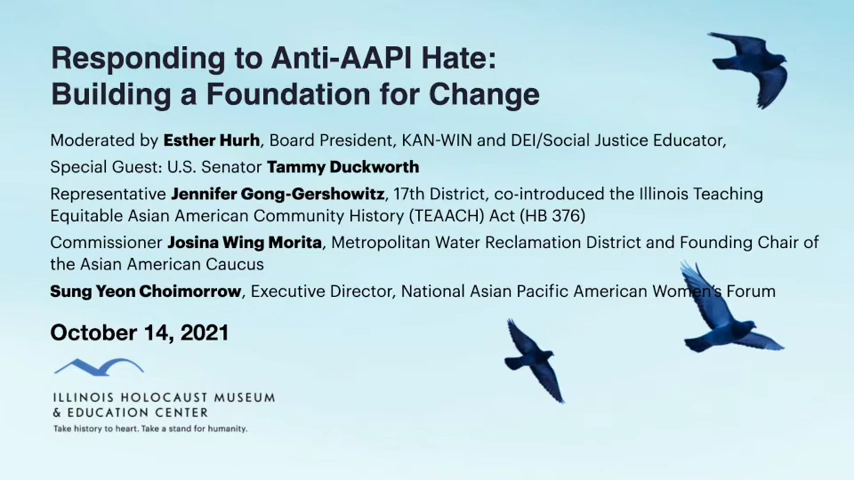 Responding to Anti-AAPI Hate:
Building a Foundation for Change
Moderated by Esther Hurh, Board President, KAN-WIN and DEI/Social Justice Educator,
Special Guest: U.S. Senator Tammy Duckworth
Representative Jennifer Gong-Gershowitz, 17th District, co-introduced the Illinois Teaching
Equitable Asian American Community History (TEAACH) Act (HB 376)
Commissioner Josina Wing Morita, Metropolitan Water Reclamation District and Founding Chair of
the Asian American Caucus
Sung Yeon Choimorrow, Executive Director, National Asian Pacific American Women's Forum
October 14, 2021
ILLINOIS HOLOCAUST MUSEUM
& EDUCATION CENTER
Take history to heart. Take a stand for humanity.